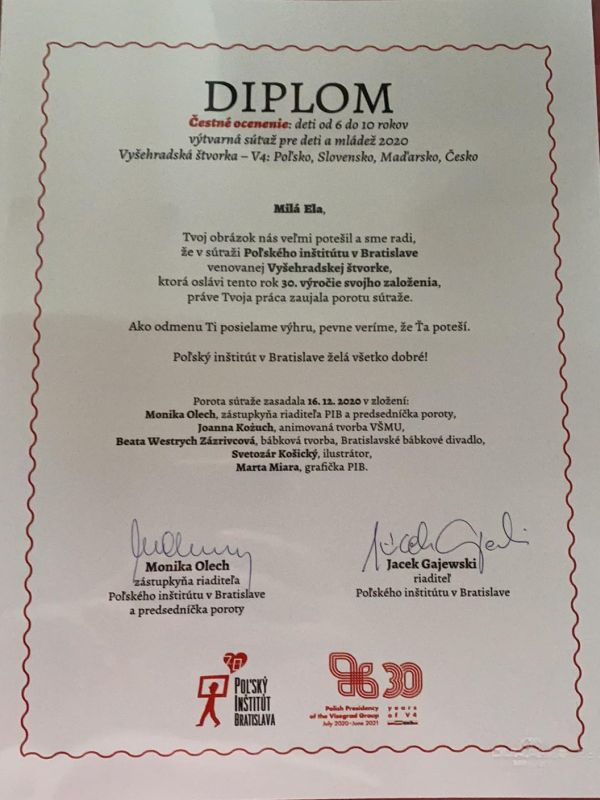 DIPLOM
Čestné ocenenie: deti od 6 do 10 rokov
výtvarná súťaž pre deti a mládež 2020
Vyšehradská štvorka – V4: Poľsko, Slovensko, Maďarsko, Česko
Milá Ela,
Tvoj obrázok nás veľmi potešil a sme radi,
že v súťaži Poľského inštitútu v Bratislave
venovanej Vyšehradskej štvorke,
ktorá oslávi tento rok 30. výročie svojho založenia,
práve Tvoja práca zaujala porotu súťaže.
Ako odmenu Ti posielame výhru, pevne veríme, že Ťa poteší.
Poľský inštitút v Bratislave želá všetko dobré!
Porota súťaže zasadala 16. 12. 2020 v zložení:
Monika Olech, zástupkyňa riaditeľa PIB a predsedníčka poroty,
Joanna Kożuch, animovaná tvorba VŠMU,
Beata Westrych Zázrivcová, bábková tvorba, Bratislavské bábkové divadlo,
Svetozár Košický, ilustrátor,
Marta Miara, grafička PIB.
Monika Olech
zástupkyňa riaditeľa
Poľského inštitútu v Bratislave
a predsedníčka poroty
Jacek Gajewski
riaditeľ
Poľského inštitútu v Bratislave
POĽSKÝ
INŠTITÚT
BRATISLAVA
30
Polish Presidency
of the Visegrad Group
July 2020–June 2021
years
of V4